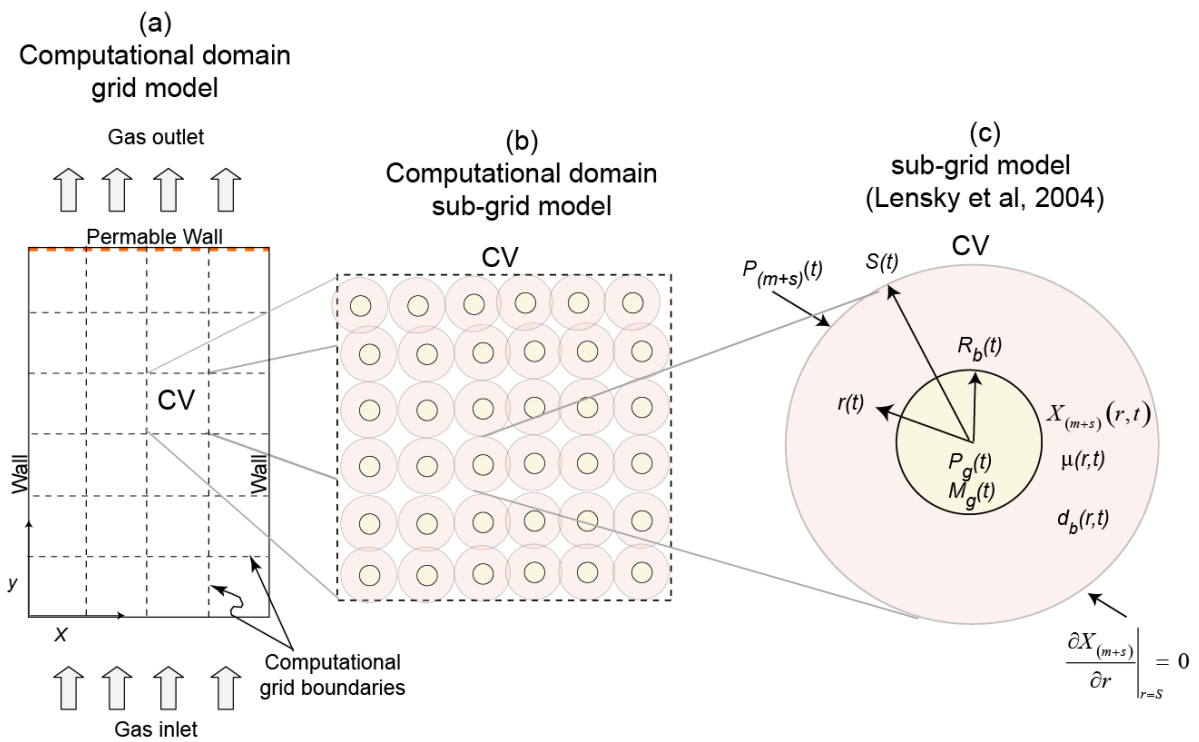 (a)
Computational domain
grid model
Gas outlet
Permable Wall
CV
Wall
Wall
y
X
Computational
grid boundaries
Gas inlet
(b)
Computational domain
sub-grid model
CV
(c)
sub-grid model
(Lensky et al, 2004)
CV
P(m+s)(t)
S(t)
Rb(t)
r(t)
X(m+s)(r,t)
Pg(t)
μ(r,t)
Mg(t)
db(r,t)
∂X(m+s)/∂r|r=S = 0